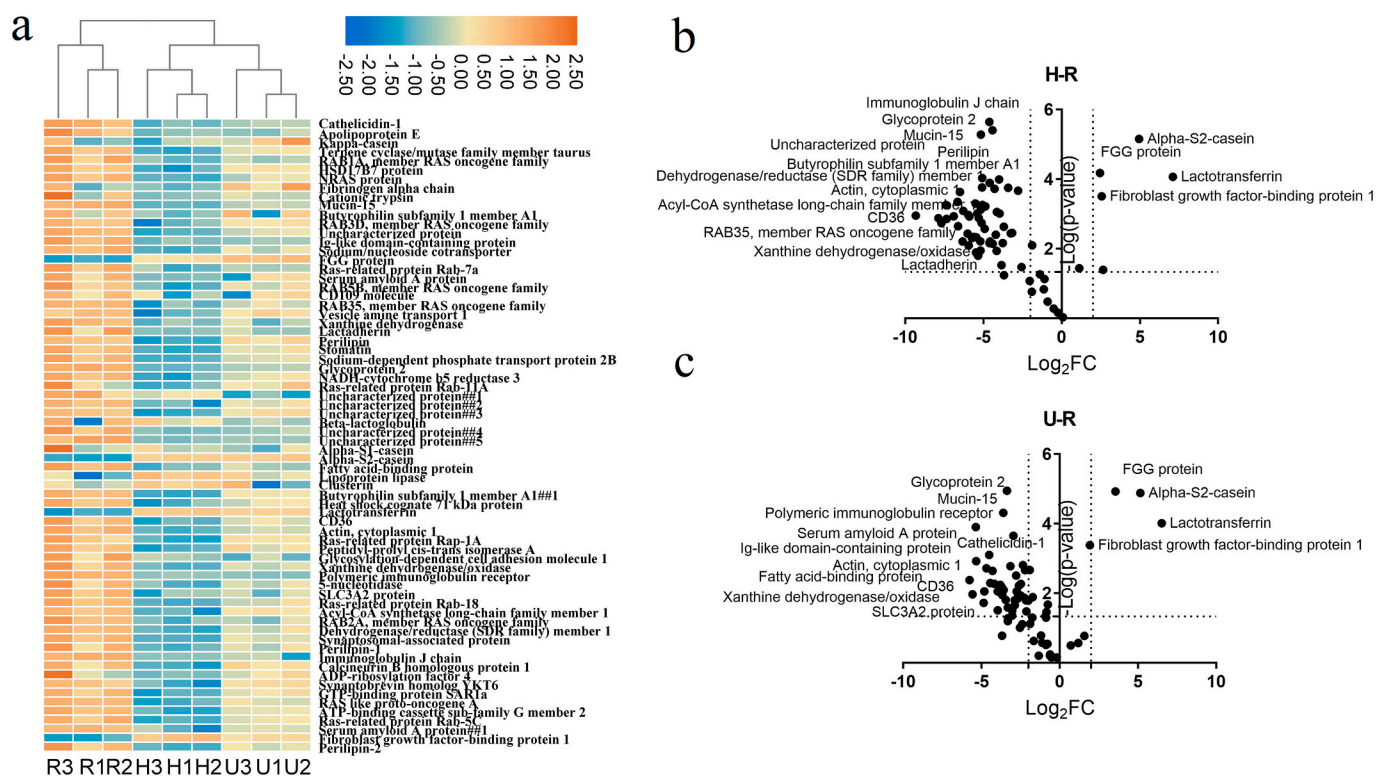 a
-2.50
-2.00
-1.50
-1.00
-0.50
0.00
0.50
1.00
1.50
2.00
2.50
Cathelicidin-1
Apolipoprotein E
Kappa-casein
Terpene cyclase/mutase family member taurus
RAB1A, member RAS oncogene family
HSD17B7 protein
NRAS protein
Fibrinogen alpha chain
Cationic trypsin
Mucin-15
Butyrophilin subfamily 1 member A1
RAB3D, member RAS oncogene family
Uncharacterized protein
Ig-like domain-containing protein
Sodium/nucleoside cotransporter
FGG protein
Ras-related protein Rab-7a
Serum amyloid A protein
RAB5B, member RAS oncogene family
CD109 molecule
RAB35, member RAS oncogene family
Vesicle amine transport 1
Xanthine dehydrogenase
Lactadherin
Perilipin
Stomatin
Sodium-dependent phosphate transport protein 2B
Glycoprotein 2
NADH-cytochrome b5 reductase 3
Ras-related protein Rab-11A
Uncharacterized protein##1
Uncharacterized protein##2
Uncharacterized protein##3
Beta-lactoglobulin
Uncharacterized protein##4
Uncharacterized protein##5
Alpha-S1-casein
Alpha-S2-casein
Fatty acid-binding protein
Lipoprotein lipase
Clusterin
Butyrophilin subfamily 1 member A1##1
Heat shock cognate 71 kDa protein
Lactotransferrin
CD36
Actin, cytoplasmic 1
Ras-related protein Rap-1A
Peptidyl-prolyl cis-trans isomerase A
Glycosylation-dependent cell adhesion molecule 1
Xanthine dehydrogenase/oxidase
Polymeric immunoglobulin receptor
5-nucleotidase
SLC3A2 protein
Ras-related protein Rab-18
Acyl-CoA synthetase long-chain family member 1
RAB2A, member RAS oncogene family
Dehydrogenase/reductase (SDR family) member 1
Synaptosomal-associated protein
Perilipin-1
Immunoglobulin J chain
Calcineurin B homologous protein 1
ADP-ribosylation factor 4
Synaptobrevin homolog YKT6
GTP-binding protein SAR1a
RAS like proto-oncogene A
ATP-binding cassette sub-family G member 2
Ras-related protein Rab-5C
Serum amyloid A protein##1
Fibroblast growth factor-binding protein 1
Perilipin-2
R3 R1 R2 H3 H1 H2 U3 U1 U2
b
H-R
6
4
2
-Log(p-value)
Immunoglobulin J chain
Glycoprotein 2
Mucin-15
Uncharacterized protein
Perilipin
Butyrophilin subfamily 1 member A1
Dehydrogenase/reductase (SDR family) member 1
Actin, cytoplasmic 1
Acyl-CoA synthetase long-chain family member
CD36
RAB35, member RAS oncogene family
Xanthine dehydrogenase/oxidase
Lactadherin
Alpha-S2-casein
FGG protein
Lactotransferrin
Fibroblast growth factor-binding protein 1
-10 -5 0 5 10
Log2FC
c
U-R
6
4
2
-Log(p-value)
Glycoprotein 2
Mucin-15
Polymeric immunoglobulin receptor
Serum amyloid A protein
Cathelicidin-1
Ig-like domain-containing protein
Actin, cytoplasmic 1
Fatty acid-binding protein
CD36
Xanthine dehydrogenase/oxidase
SLC3A2 protein
FGG protein
Alpha-S2-casein
Lactotransferrin
Fibroblast growth factor-binding protein 1
-10 -5 0 5 10
Log2FC